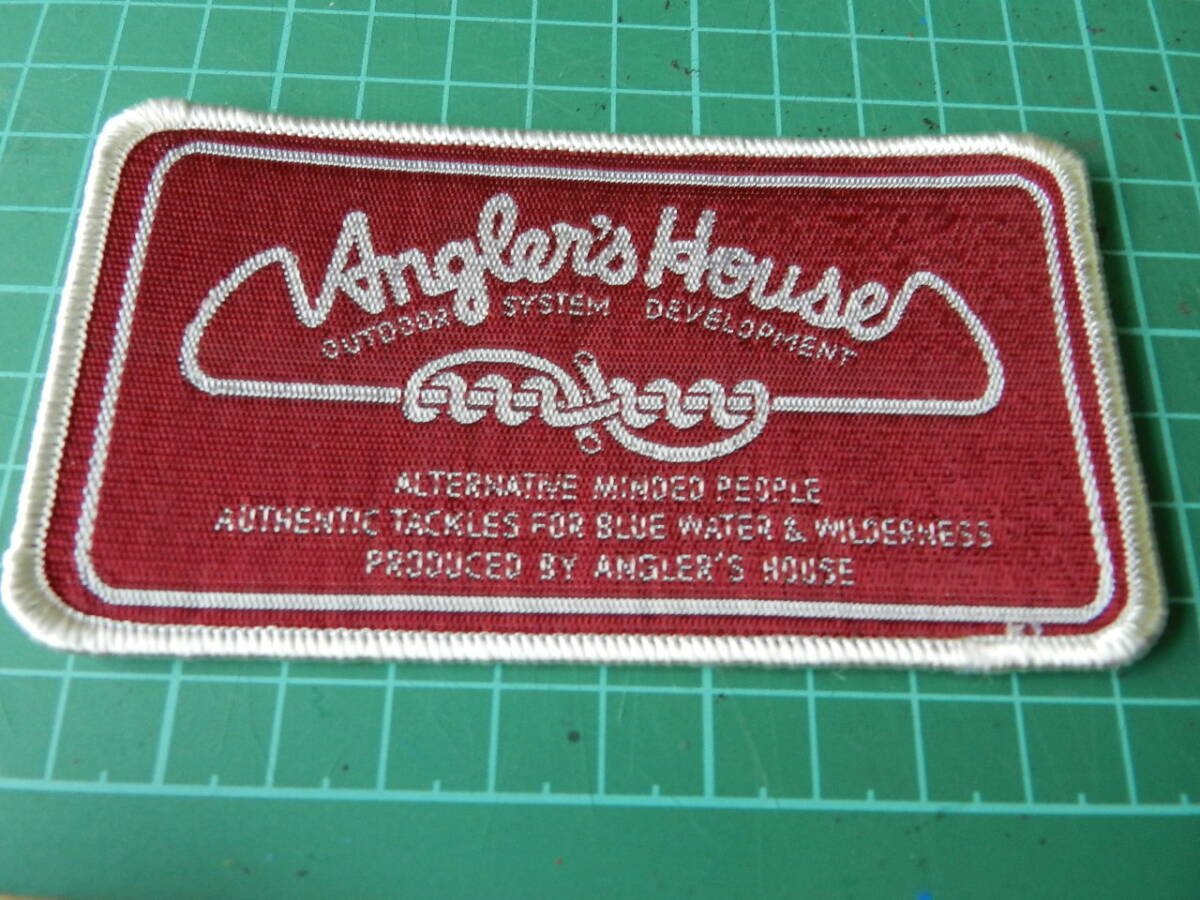 Angler's House
OUTDOOR SYSTEM DEVELOPMENT
ALTERNATIVE MINDED PEOPLE
AUTHENTIC TACKLES FOR BLUE WATER & WILDERNESS
PRODUCED BY ANGLER'S HOUSE